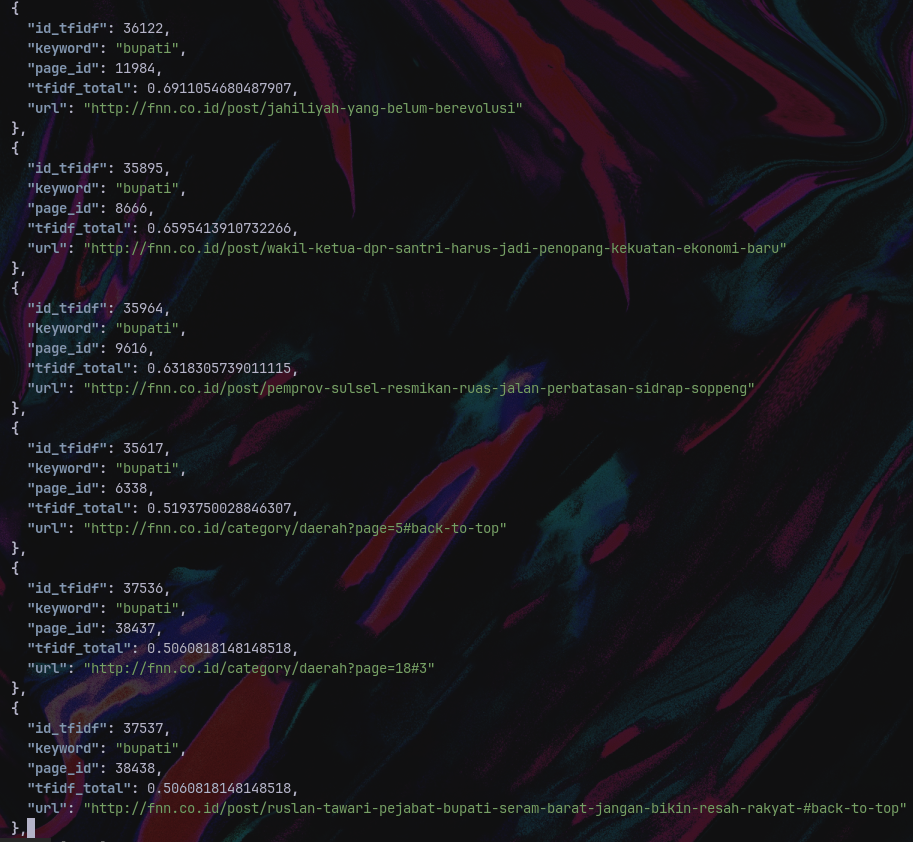 {
"id_tfidf": 36122,
"keyword": "bupati",
"page_id": 11984,
"tfidf_total": 0.6911054680487907,
"url": "http://fnn.co.id/post/jahiliyah-yang-belum-berevolusi"
},
{
"id_tfidf": 35895,
"keyword": "bupati",
"page_id": 8666,
"tfidf_total": 0.6595413910732266,
"url": "http://fnn.co.id/post/wakil-ketua-dpr-santri-harus-jadi-penopang-kekuatan-ekonomi-baru"
},
{
"id_tfidf": 35964,
"keyword": "bupati",
"page_id": 9616,
"tfidf_total": 0.6318305739011115,
"url": "http://fnn.co.id/post/pemprov-sulsel-resmikan-ruas-jalan-perbatasan-sidrap-soppeng"
},
{
"id_tfidf": 35617,
"keyword": "bupati",
"page_id": 6338,
"tfidf_total": 0.5193750028846307,
"url": "http://fnn.co.id/category/daerah?page=5#back-to-top"
},
{
"id_tfidf": 37536,
"keyword": "bupati",
"page_id": 38437,
"tfidf_total": 0.5060818148148518,
"url": "http://fnn.co.id/category/daerah?page=18#3"
},
{
"id_tfidf": 37537,
"keyword": "bupati",
"page_id": 38438,
"tfidf_total": 0.5060818148148518,
"url": "http://fnn.co.id/post/ruslan-tawari-pejabat-bupati-seram-barat-jangan-bikin-resah-rakyat-#back-to-top"
},